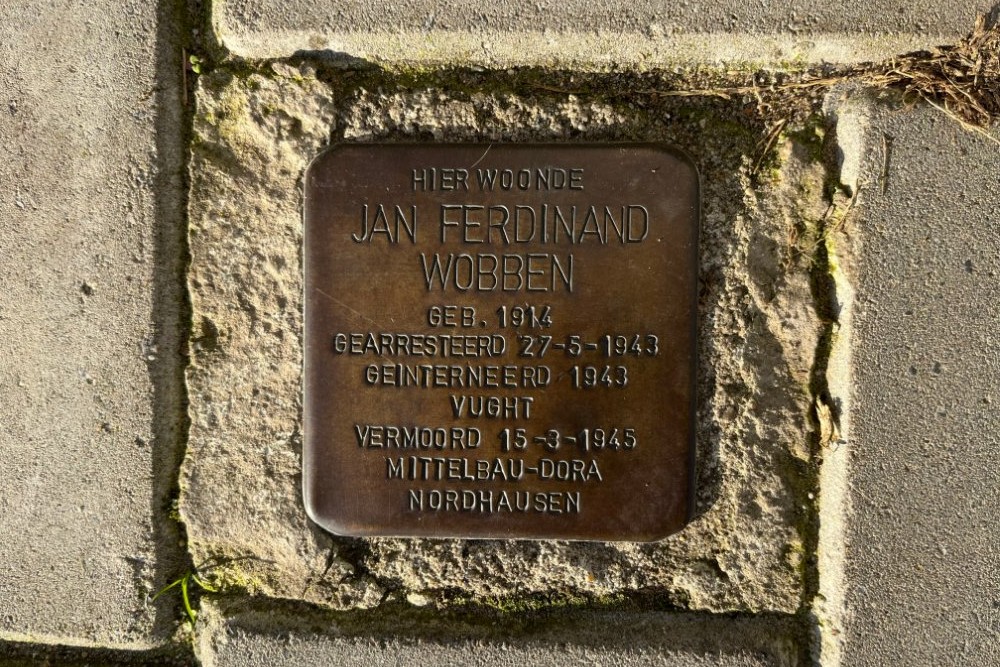 HIER WOONDE
JAN FERDINAND
WOBBEN
GEB. 1914
GEARRESTEERD 27-5-1943
GEINTERNEERD 1943
VUGHT
VERMOORD 15-3-1945
MITTELBAU-DORA
NORDHAUSEN